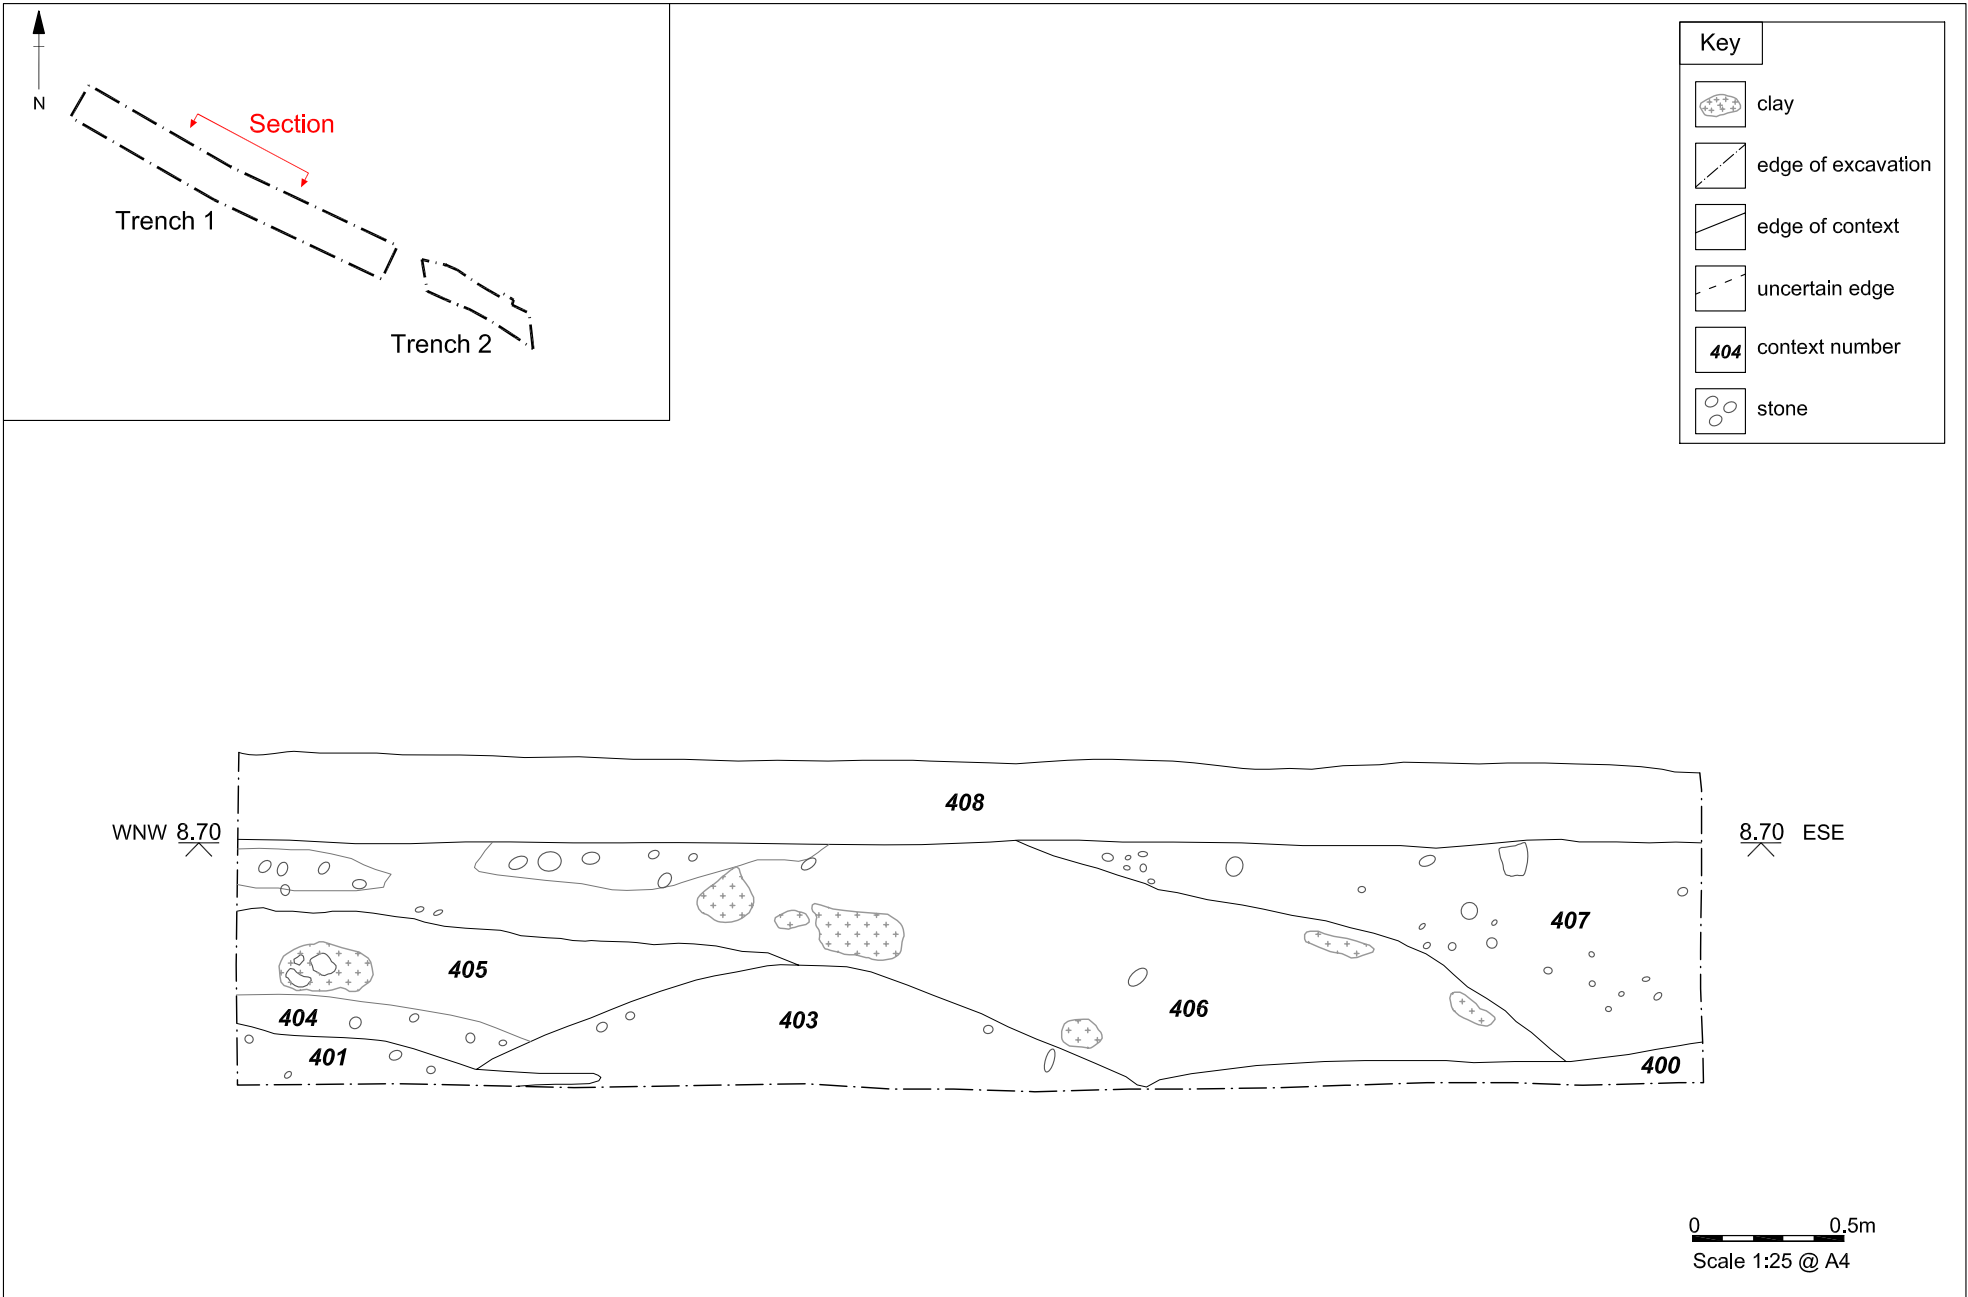 N
Section
Trench 1
Trench 2
Key
clay
edge of excavation
edge of context
uncertain edge
404 context number
stone
408
WNW 8.70
8.70 ESE
407
405
406
404
403
401
400
0 0.5m
Scale 1:25 @ A4